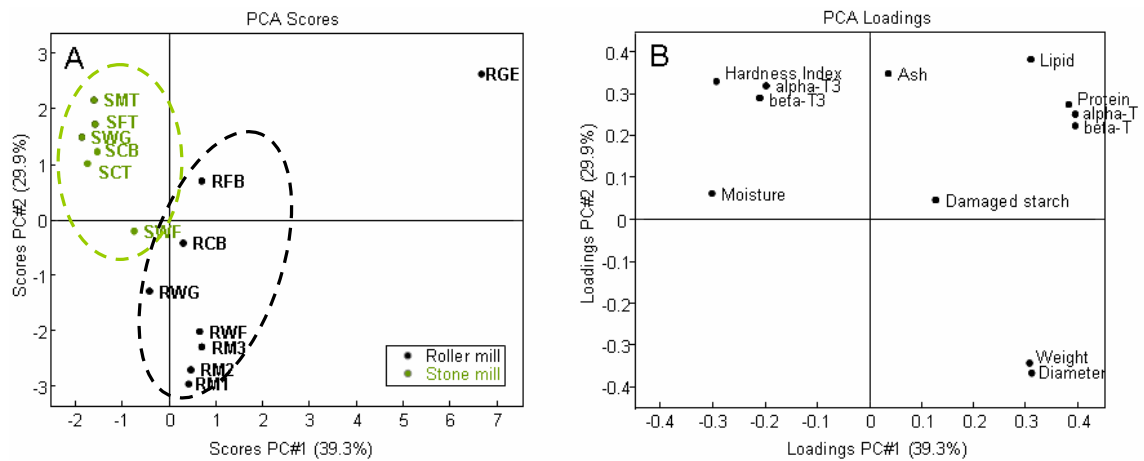 PCA Scores
A
3
2
1
0
-1
-2
-3
Scores PC#2 (29.9%)
RGE
SMT
SFT
SWG
SCB
SCT
RFB
SWF
RCB
RWG
RWF
RM3
RM2
RM1
Roller mill
Stone mill
-2 -1 0 1 2 3 4 5 6 7
Scores PC#1 (39.3%)
PCA Loadings
B
0.4
0.3
0.2
0.1
0
-0.1
-0.2
-0.3
-0.4
Loadings PC#2 (29.9%)
Lipid
Hardness Index
Ash
alpha-T3
beta-T3
Protein
alpha-T
beta-T
Moisture
Damaged starch
Weight
Diameter
-0.4 -0.3 -0.2 -0.1 0 0.1 0.2 0.3 0.4
Loadings PC#1 (39.3%)